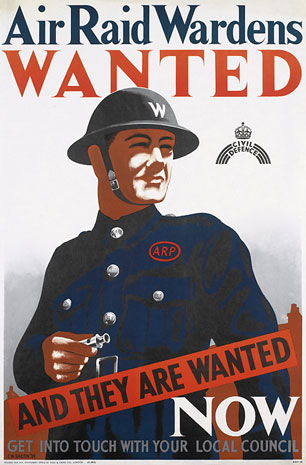 Air Raid Wardens
WANTED
W
CIVIL
DEFENCE
ARP
AND THEY ARE WANTED
NOW
GET INTO TOUCH WITH YOUR LOCAL COUNCIL